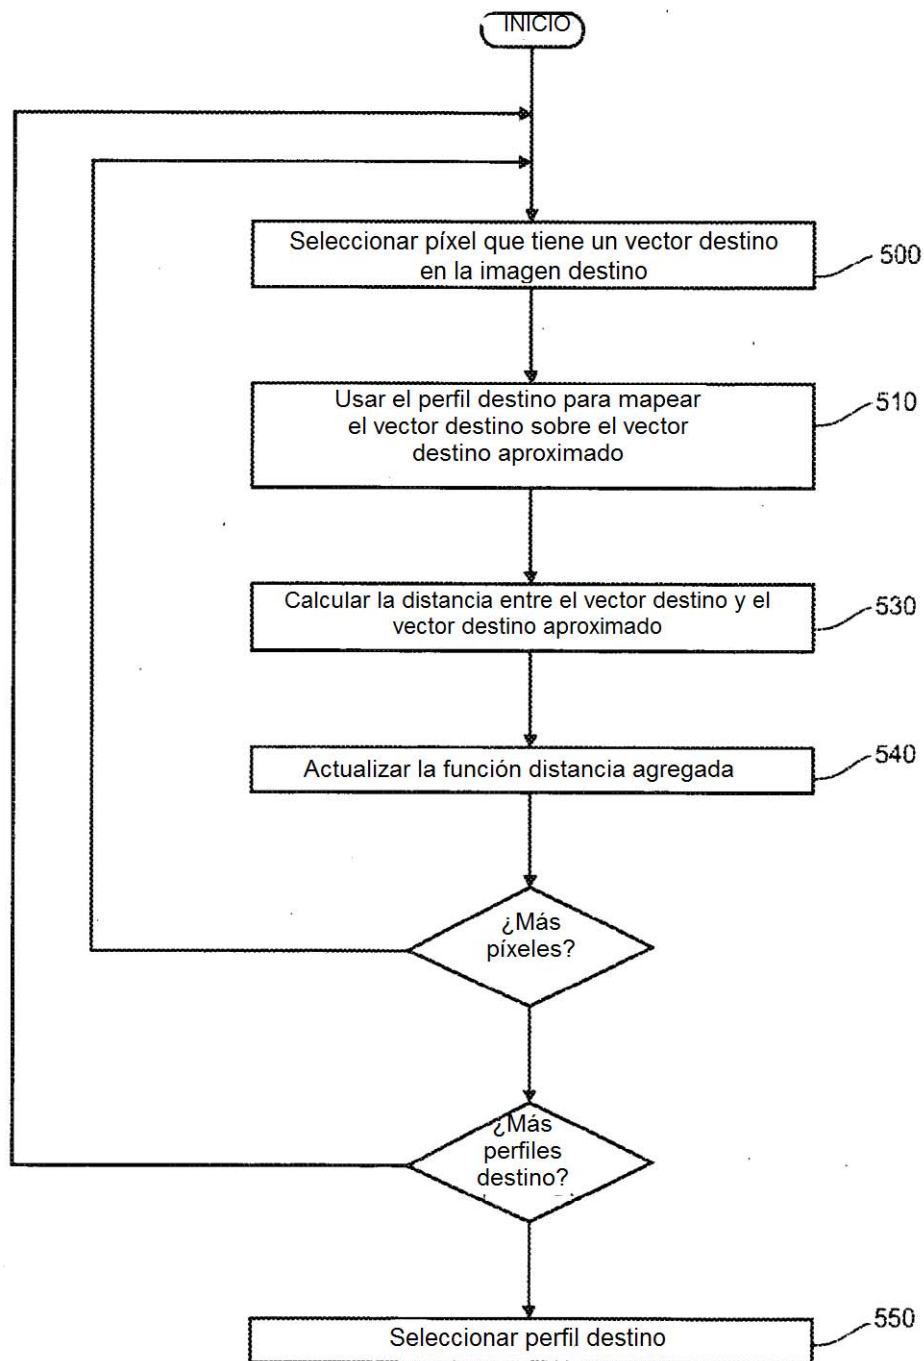 INICIO
Seleccionar píxel que tiene un vector destino
en la imagen destino
500
Usar el perfil destino para mapear
el vector destino sobre el vector
destino aproximado
510
Calcular la distancia entre el vector destino y el
vector destino aproximado
530
Actualizar la función distancia agregada
540
¿Más
píxeles?
¿Más
perfiles
destino?
Seleccionar perfil destino
550